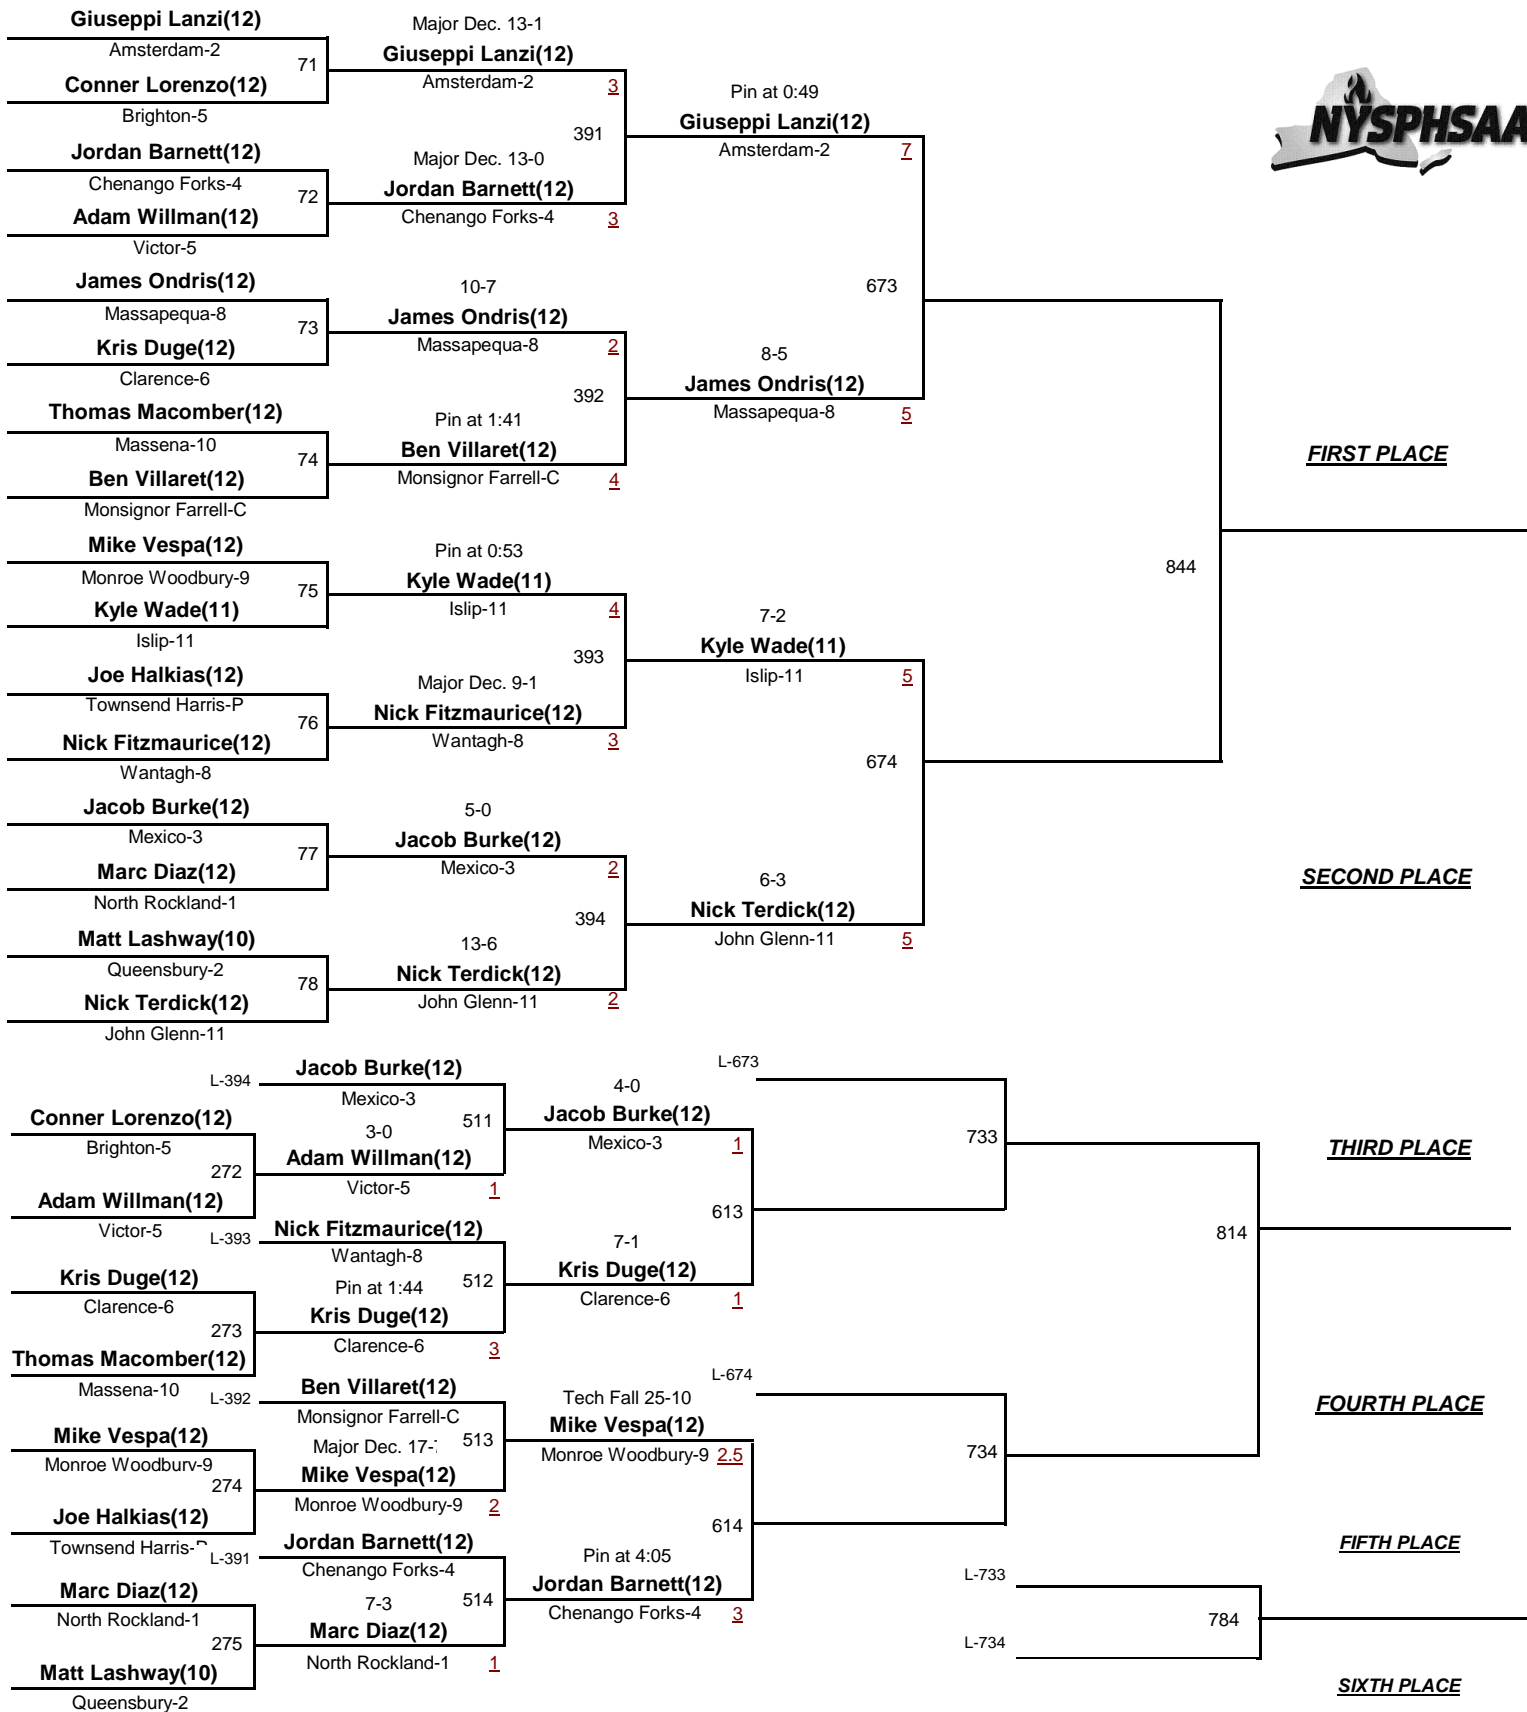 Giuseppi Lanzi(12)
Amsterdam-2
71
Conner Lorenzo(12)
Brighton-5
Jordan Barnett(12)
Chenango Forks-4
72
Adam Willman(12)
Victor-5
James Ondris(12)
Massapequa-8
73
Kris Duge(12)
Clarence-6
Thomas Macomber(12)
Massena-10
74
Ben Villaret(12)
Monsignor Farrell-C
Mike Vespa(12)
Monroe Woodbury-9
75
Kyle Wade(11)
Islip-11
Joe Halkias(12)
Townsend Harris-P
76
Nick Fitzmaurice(12)
Wantagh-8
Jacob Burke(12)
Mexico-3
77
Marc Diaz(12)
North Rockland-1
Matt Lashway(10)
Queensbury-2
78
Nick Terdick(12)
John Glenn-11
Major Dec. 13-1
Giuseppi Lanzi(12)
Amsterdam-2
3
391
Major Dec. 13-0
Jordan Barnett(12)
Chenango Forks-4
3
10-7
James Ondris(12)
Massapequa-8
2
392
Pin at 1:41
Ben Villaret(12)
Monsignor Farrell-C
4
Pin at 0:53
Kyle Wade(11)
Islip-11
4
393
Major Dec. 9-1
Nick Fitzmaurice(12)
Wantagh-8
3
5-0
Jacob Burke(12)
Mexico-3
2
394
13-6
Nick Terdick(12)
John Glenn-11
2
Pin at 0:49
Giuseppi Lanzi(12)
Amsterdam-2
7
673
8-5
James Ondris(12)
Massapequa-8
5
7-2
Kyle Wade(11)
Islip-11
5
674
6-3
Nick Terdick(12)
John Glenn-11
5
844
NYSPHSAA
FIRST PLACE
SECOND PLACE
Conner Lorenzo(12)
Brighton-5
272
Adam Willman(12)
Victor-5
Kris Duge(12)
Clarence-6
273
Thomas Macomber(12)
Massena-10
Mike Vespa(12)
Monroe Woodbury-9
274
Joe Halkias(12)
Townsend Harris-P
Marc Diaz(12)
North Rockland-1
275
Matt Lashway(10)
Queensbury-2
L-394
Jacob Burke(12)
Mexico-3
511
3-0
Adam Willman(12)
Victor-5
1
L-393
Nick Fitzmaurice(12)
Wantagh-8
512
Pin at 1:44
Kris Duge(12)
Clarence-6
3
L-392
Ben Villaret(12)
Monsignor Farrell-C
513
Major Dec. 17-7
Mike Vespa(12)
Monroe Woodbury-9
2
L-391
Jordan Barnett(12)
Chenango Forks-4
514
7-3
Marc Diaz(12)
North Rockland-1
1
4-0
Jacob Burke(12)
Mexico-3
1
613
7-1
Kris Duge(12)
Clarence-6
1
Tech Fall 25-10
Mike Vespa(12)
Monroe Woodbury-9
2.5
614
Pin at 4:05
Jordan Barnett(12)
Chenango Forks-4
3
L-673
733
L-674
734
814
L-733
784
L-734
THIRD PLACE
FOURTH PLACE
FIFTH PLACE
SIXTH PLACE